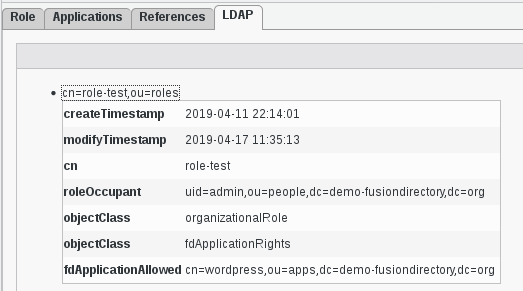 Role Applications References LDAP
• cn=role-test,ou=roles
createTimestamp 2019-04-11 22:14:01
modifyTimestamp 2019-04-17 11:35:13
cn role-test
roleOccupant uid=admin,ou=people,dc=demo-fusiondirectory,dc=org
objectClass organizationalRole
objectClass fdApplicationRights
fdApplicationAllowed cn=wordpress,ou=apps,dc=demo-fusiondirectory,dc=org